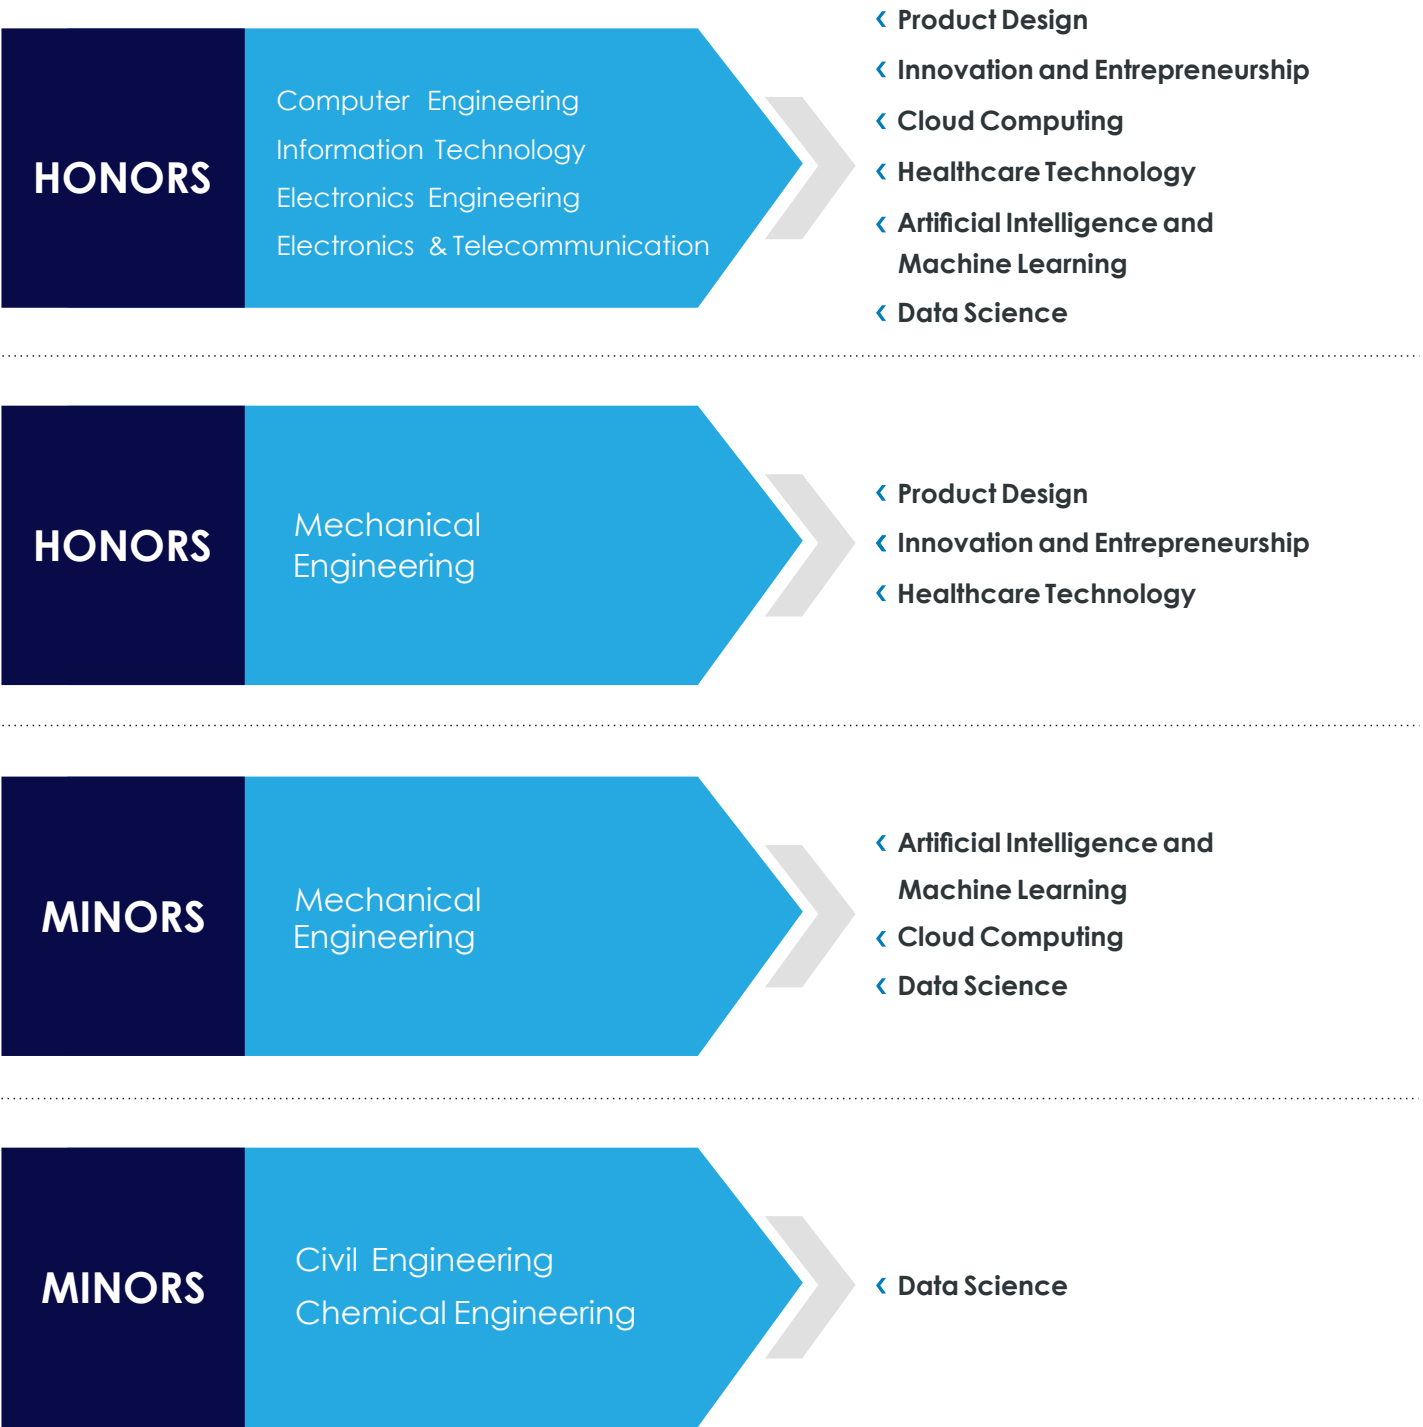 HONORS
Computer Engineering
Information Technology
Electronics Engineering
Electronics & Telecommunication
Product Design
Innovation and Entrepreneurship
Cloud Computing
Healthcare Technology
Artificial Intelligence and
Machine Learning
Data Science
HONORS
Mechanical
Engineering
Product Design
Innovation and Entrepreneurship
Healthcare Technology
MINORS
Mechanical
Engineering
Artificial Intelligence and
Machine Learning
Cloud Computing
Data Science
MINORS
Civil Engineering
Chemical Engineering
Data Science